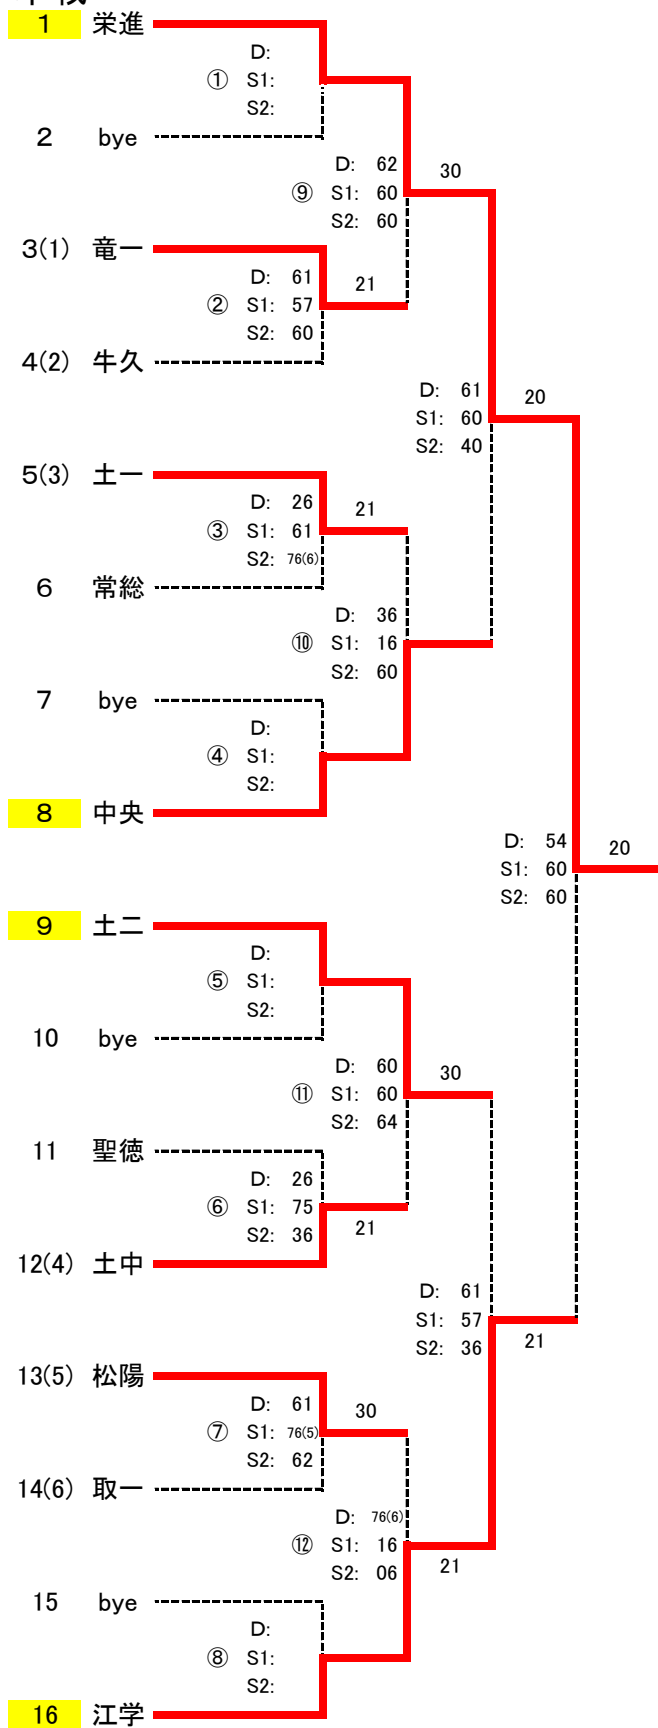 1 栄進
D:
① S1:
S2:
2 bye
D: 62
30
⑨ S1: 60
S2: 60
3(1) 竜一
D: 61
21
② S1: 57
S2: 60
4(2) 牛久
D: 61
20
S1: 60
S2: 40
5(3) 土一
D: 26
21
③ S1: 61
S2: 76(6)
6 常総
D: 36
⑩ S1: 16
S2: 60
7 bye
D:
④ S1:
S2:
8 中央
D: 54
20
S1: 60
S2: 60
9 土二
D:
⑤ S1:
S2:
10 bye
D: 60
30
⑪ S1: 60
S2: 64
11 聖徳
D: 26
⑥ S1: 75
S2: 36
21
12(4) 土中
D: 61
S1: 57
S2: 36
21
13(5) 松陽
D: 61
30
⑦ S1: 76(5)
S2: 62
14(6) 取一
D: 76(6)
⑫ S1: 16
S2: 06
21
15 bye
D:
⑧ S1:
S2:
16 江学